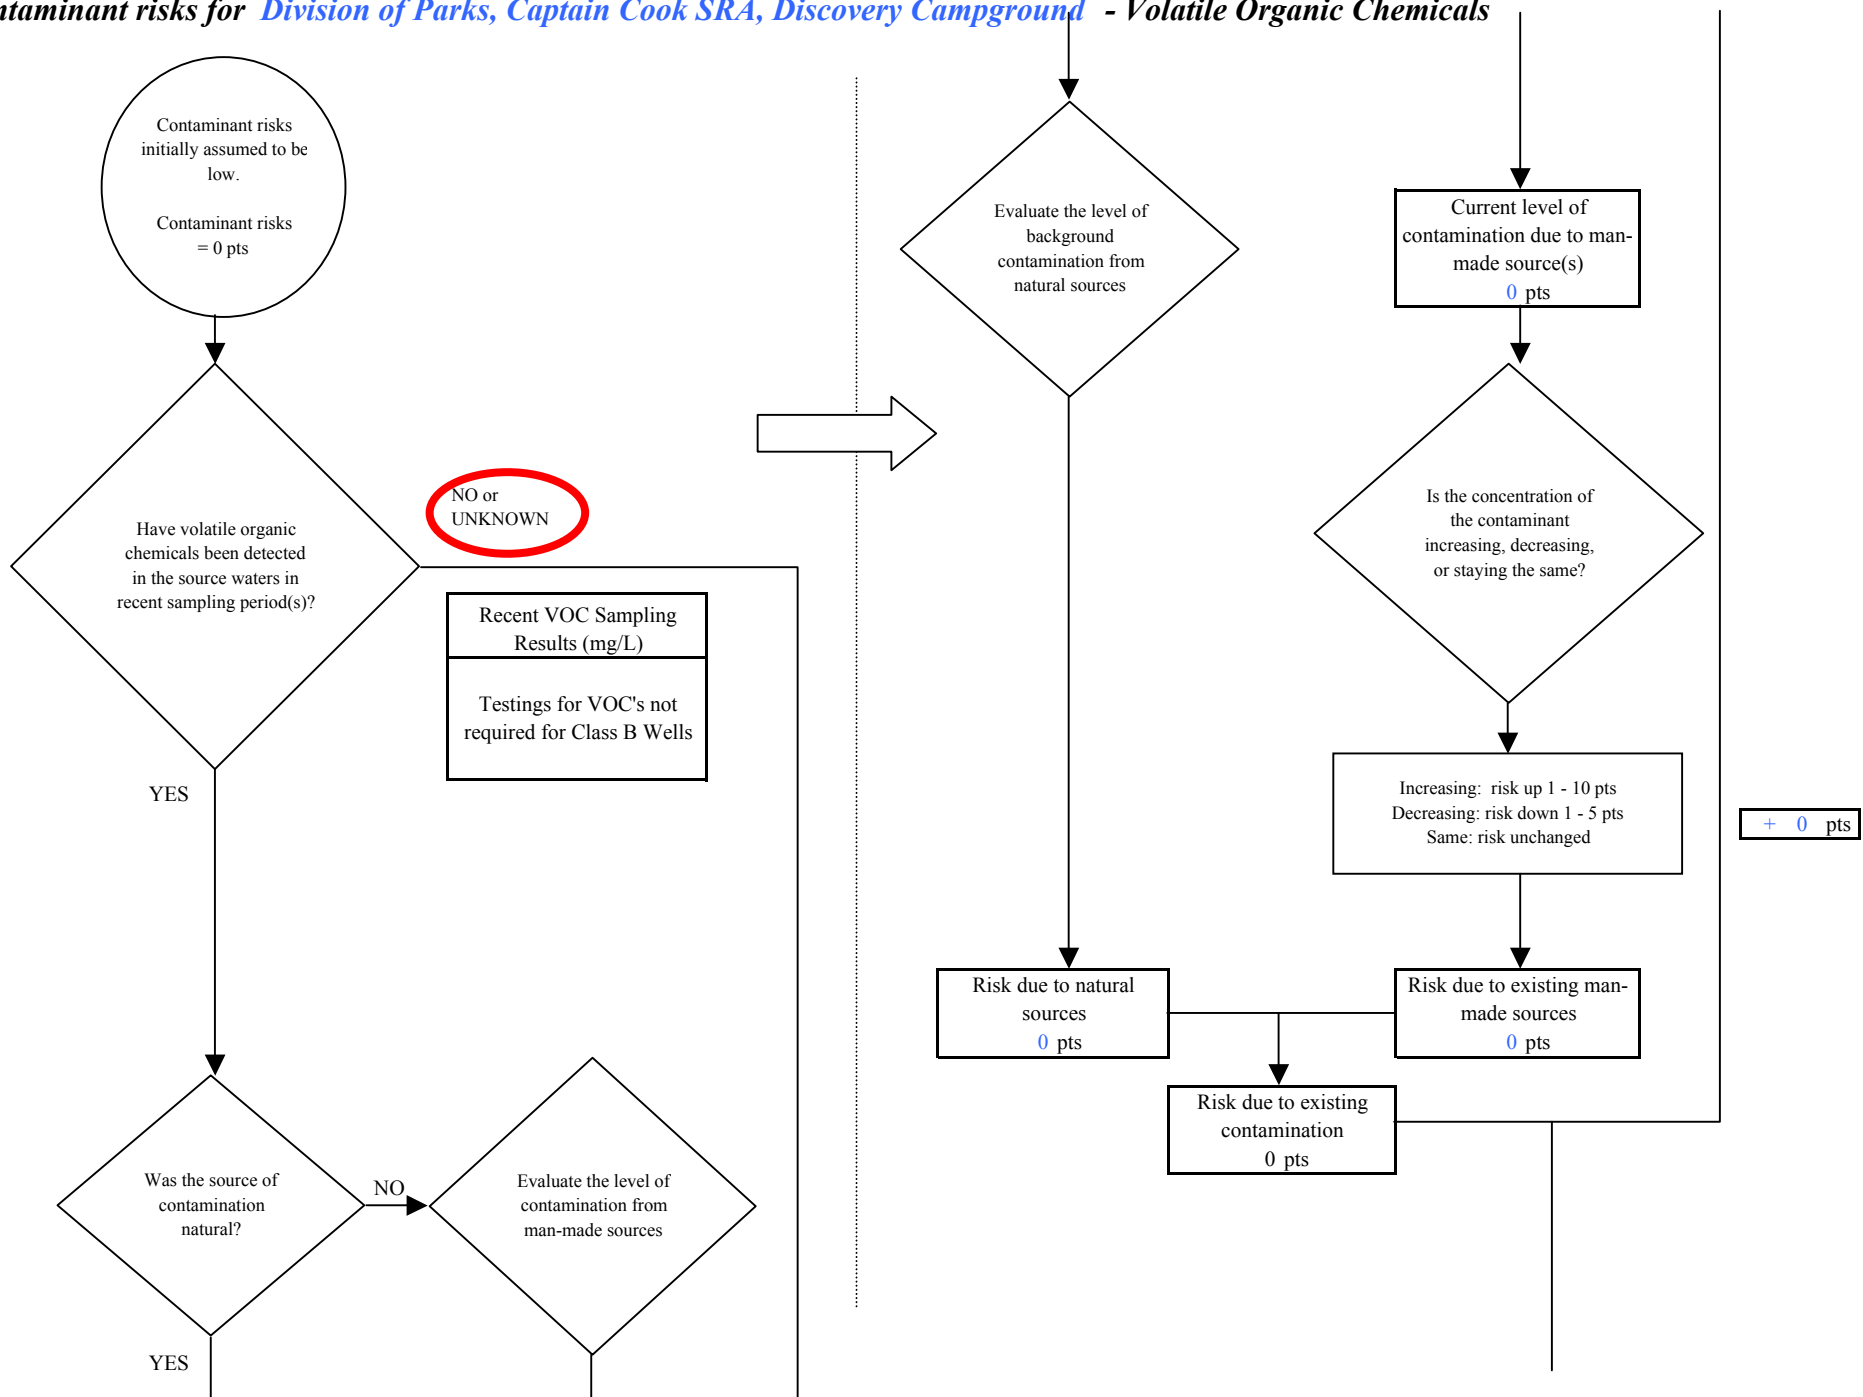 risks for Division of Parks, Captain Cook SRA, Discovery Campground - Volatile Organic Chemicals
Contaminant risks
initially assumed to be
low.
Contaminant risks
= 0 pts
Have volatile organic
chemicals been detected
in the source waters in
recent sampling period(s)?
NO or
UNKNOWN
Recent VOC Sampling
Results (mg/L)
Testings for VOC's not
required for Class B Wells
YES
Was the source of
contamination
natural?
NO
Evaluate the level of
contamination from
man-made sources
YES
Evaluate the level of
background
contamination from
natural sources
Current level of
contamination due to man-
made source(s)
0 pts
Is the concentration of
the contaminant
increasing, decreasing,
or staying the same?
Increasing: risk up 1 - 10 pts
Decreasing: risk down 1 - 5 pts
Same: risk unchanged
+ 0 pts
Risk due to natural
sources
0 pts
Risk due to existing man-
made sources
0 pts
Risk due to existing
contamination
0 pts